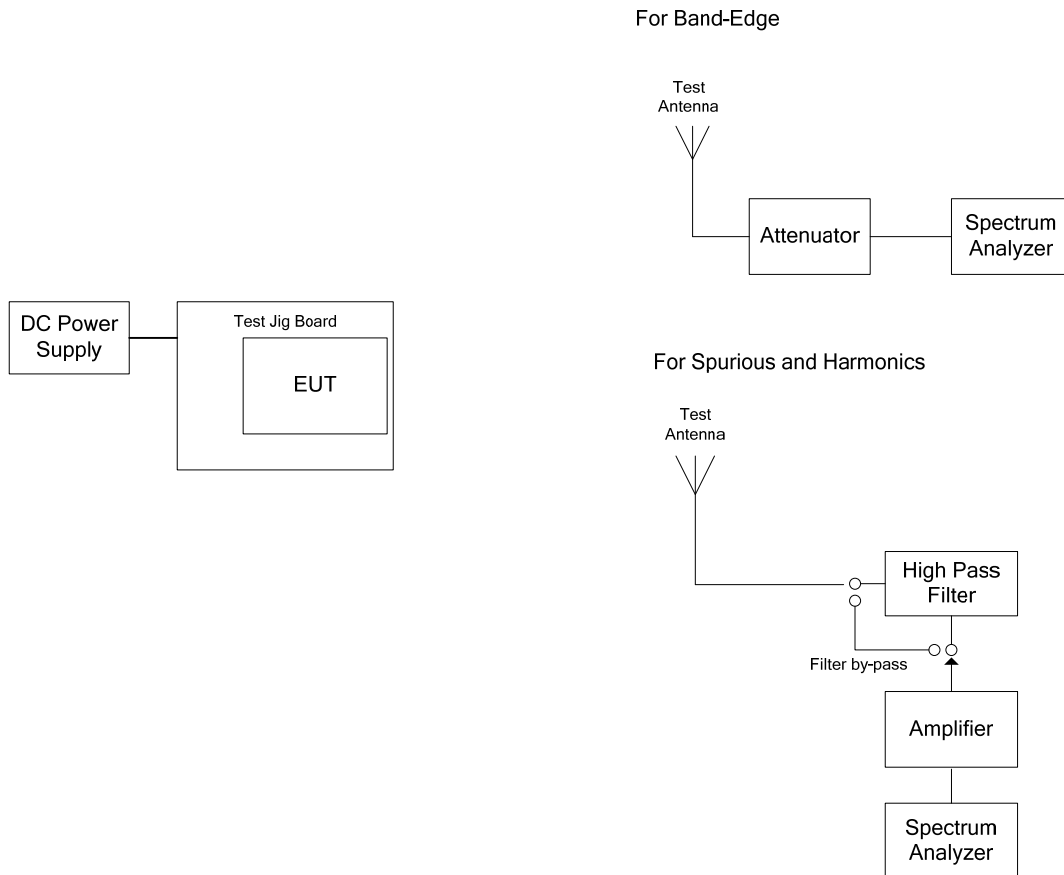 For Band-Edge
Test
Antenna
Attenuator
Spectrum
Analyzer
DC Power
Supply
Test Jig Board
EUT
For Spurious and Harmonics
Test
Antenna
High Pass
Filter
Filter by-pass
Amplifier
Spectrum
Analyzer